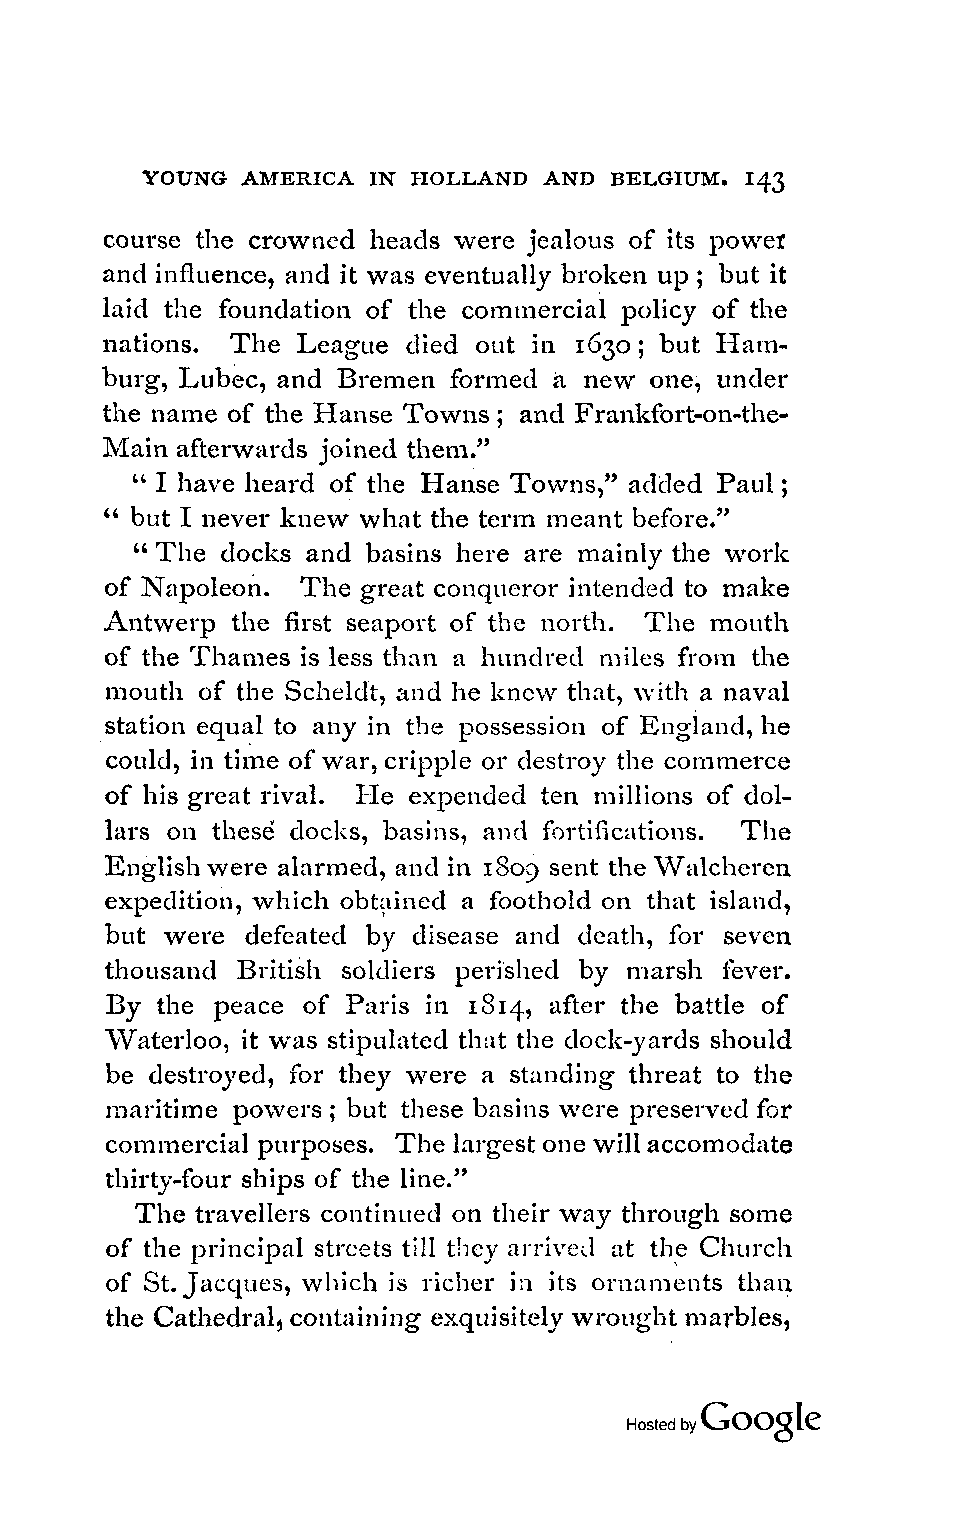 YOUNG AMERICA IN HOLLAND AND BELGIUM. 143
course the crowned heads were jealous of its power
and influence, and it was eventually broken up; but it
laid the foundation of the commercial policy of the
nations. The League died out in 1630; but Ham-
burg, Lubec, and Bremen formed a new one, under
the name of the Hanse Towns; and Frankfort-on-the-
Main afterwards joined them."
"I have heard of the Hanse Towns," added Paul;
"but I never knew what the term meant before."
"The docks and basins here are mainly the work
of Napoleon. The great conqueror intended to make
Antwerp the first seaport of the north. The mouth
of the Thames is less than a hundred miles from the
mouth of the Scheldt, and he knew that, with a naval
station equal to any in the possession of England, he
could, in time of war, cripple or destroy the commerce
of his great rival. He expended ten millions of dol-
lars on these docks, basins, and fortifications. The
English were alarmed, and in 1809 sent the Walcheren
expedition, which obtained a foothold on that island,
but were defeated by disease and death, for seven
thousand British soldiers perished by marsh fever.
By the peace of Paris in 1814, after the battle of
Waterloo, it was stipulated that the dock-yards should
be destroyed, for they were a standing threat to the
maritime powers; but these basins were preserved for
commercial purposes. The largest one will accomodate
thirty-four ships of the line."
The travellers continued on their way through some
of the principal streets till they arrived at the Church
of St. Jacques, which is richer in its ornaments than
the Cathedral, containing exquisitely wrought marbles,
Hosted by Google